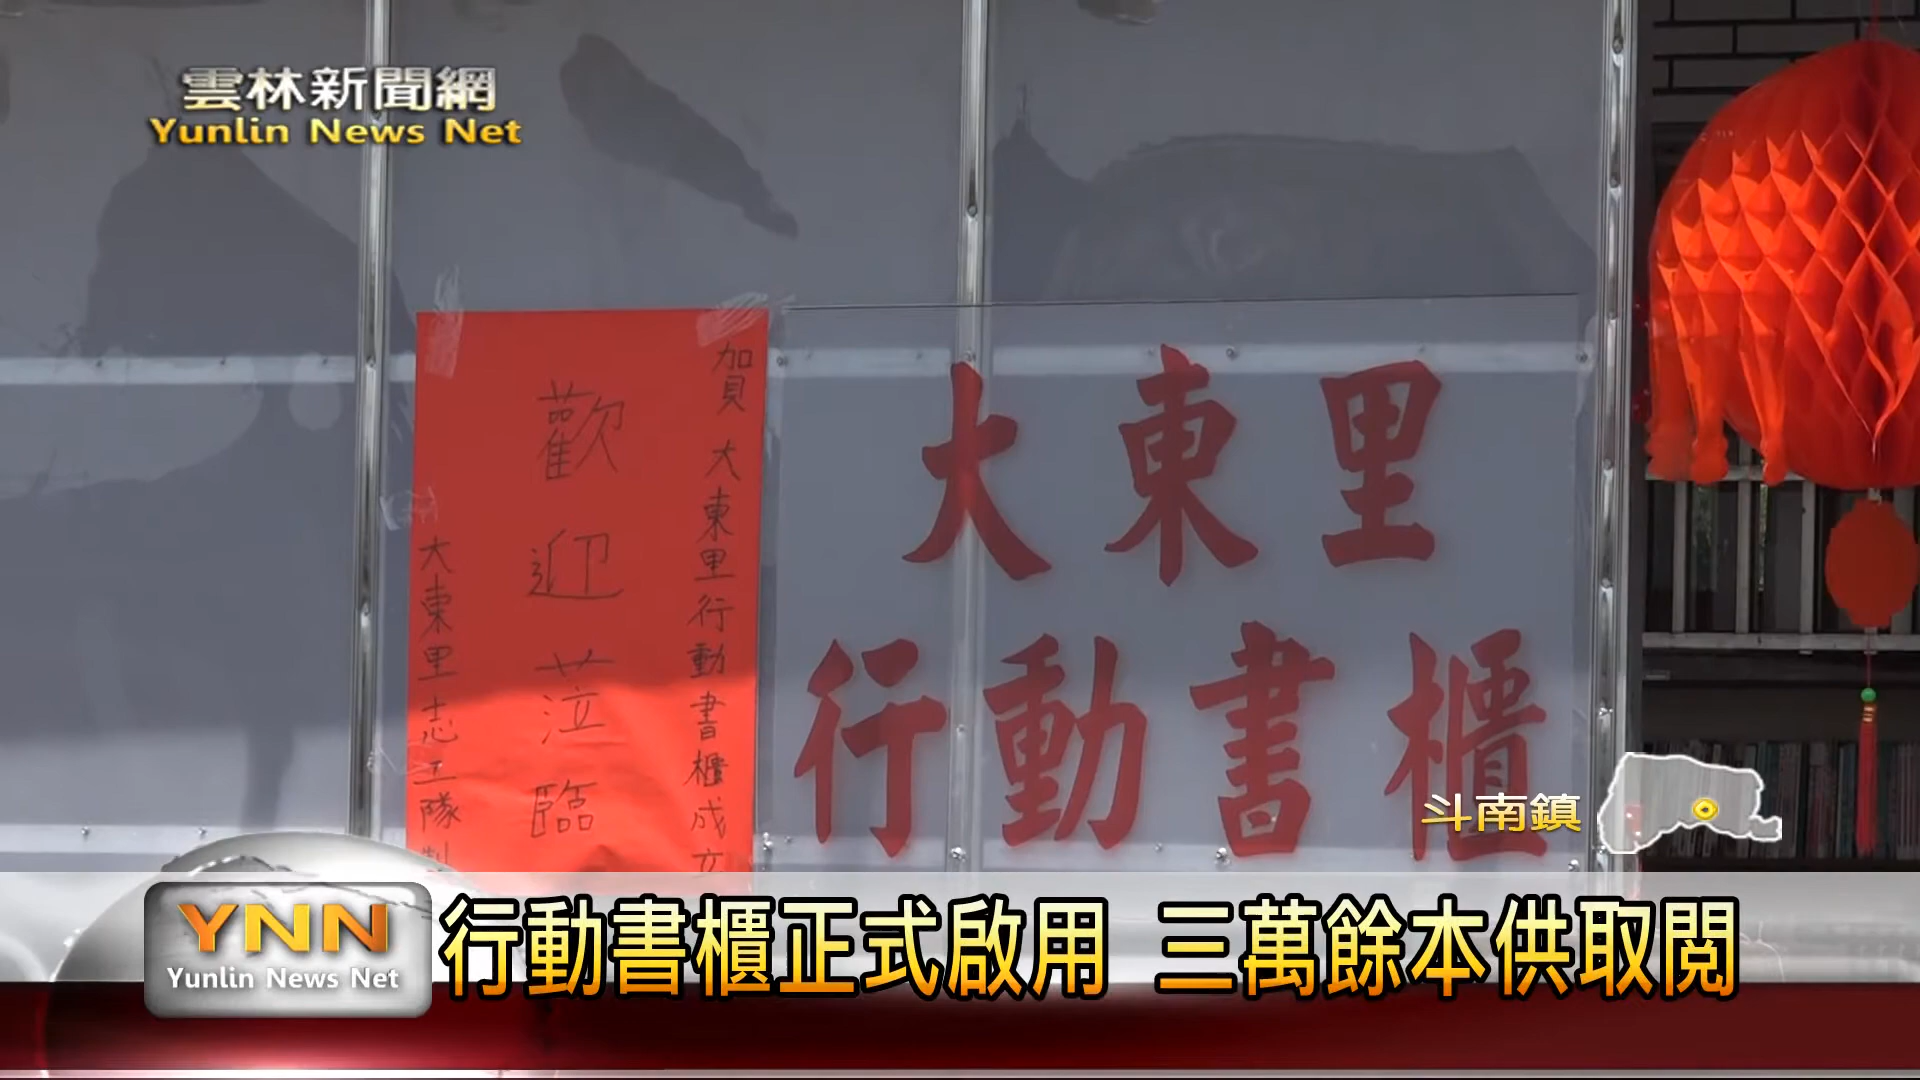 雲林新聞網
Yunlin News Net
賀 大東里行動書櫃成立
歡迎蒞臨
大東里志工隊製
大東里
行動書櫃
斗南鎮
YNN
Yunlin News Net
行動書櫃正式啟用 三萬餘本供取閱